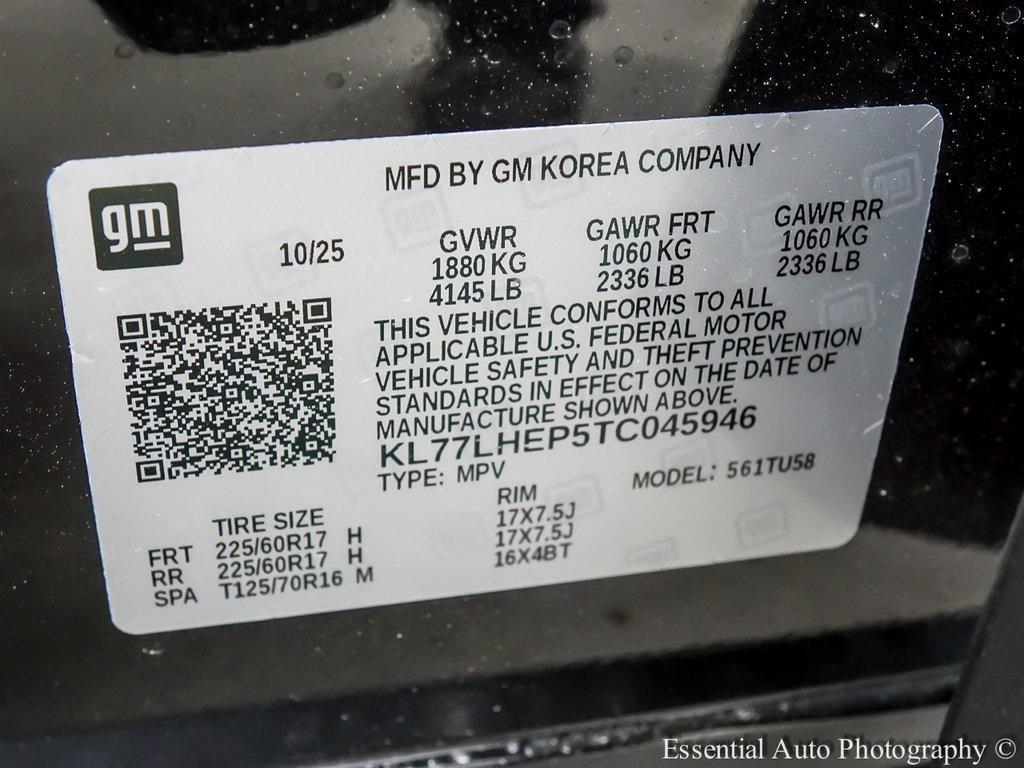 gm
MFD BY GM KOREA COMPANY
10/25
GVWR
1880 KG
4145 LB
GAWR FRT
1060 KG
2336 LB
GAWR RR
1060 KG
2336 LB
THIS VEHICLE CONFORMS TO ALL
APPLICABLE U.S. FEDERAL MOTOR
VEHICLE SAFETY AND THEFT PREVENTION
STANDARDS IN EFFECT ON THE DATE OF
MANUFACTURE SHOWN ABOVE.
KL77LHEP5TC045946
TYPE: MPV MODEL: 561TU58
TIRE SIZE RIM
FRT 225/60R17 H 17X7.5J
RR 225/60R17 H 17X7.5J
SPA T125/70R16 M 16X4BT
Essential Auto Photography ©